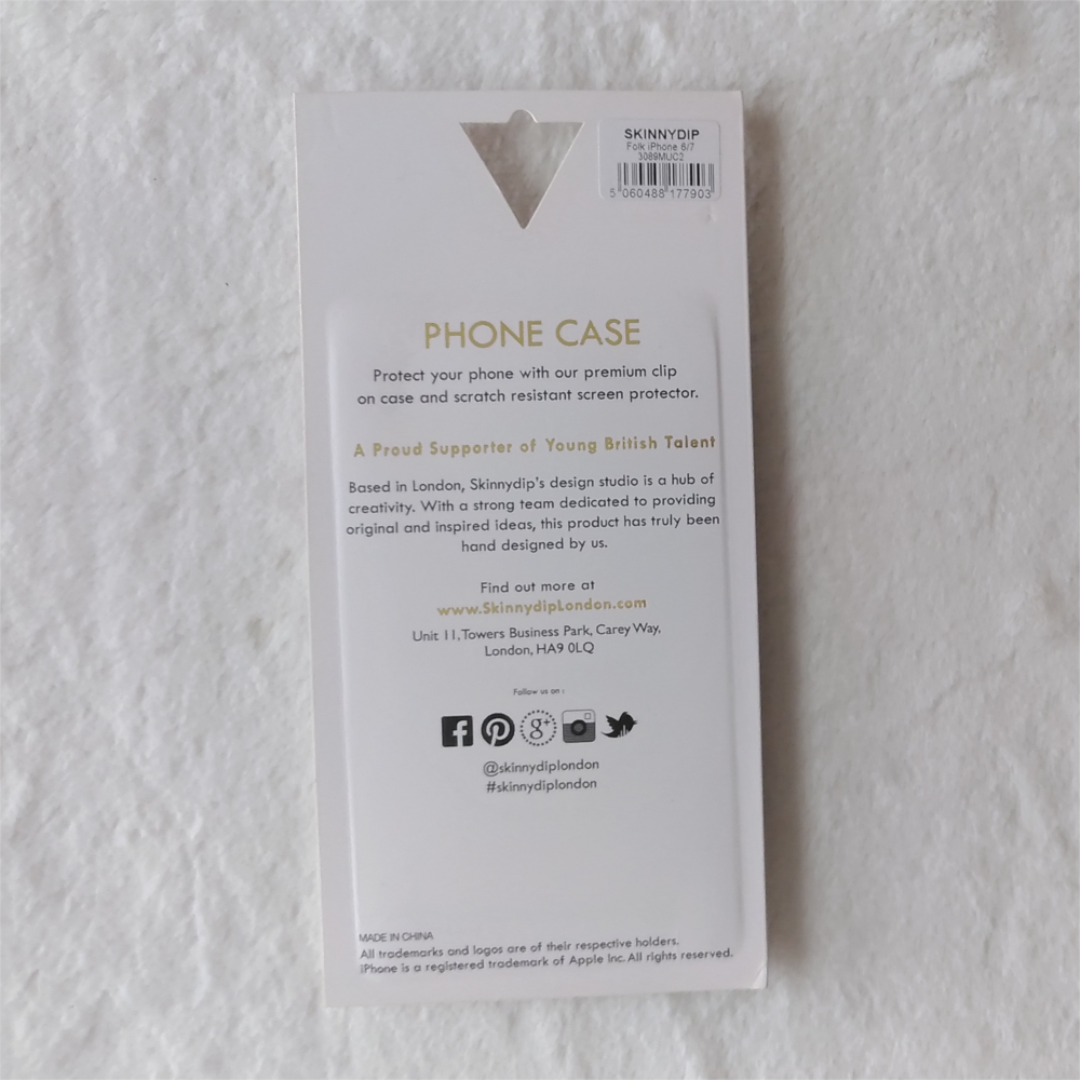 SKINNYDIP
Folk iPhone 6/7
3089MUC2
5 060488 177903
PHONE CASE
Protect your phone with our premium clip
on case and scratch resistant screen protector.
A Proud Supporter of Young British Talent
Based in London, Skinnydip's design studio is a hub of
creativity. With a strong team dedicated to providing
original and inspired ideas, this product has truly been
hand designed by us.
Find out more at
www.SkinnydipLondon.com
Unit 11, Towers Business Park, Carey Way,
London, HA9 0LQ
Follow us on :
g+
@skinnydiplondon
#skinnydiplondon
MADE IN CHINA
All trademarks and logos are of their respective holders.
iPhone is a registered trademark of Apple Inc. All rights reserved.